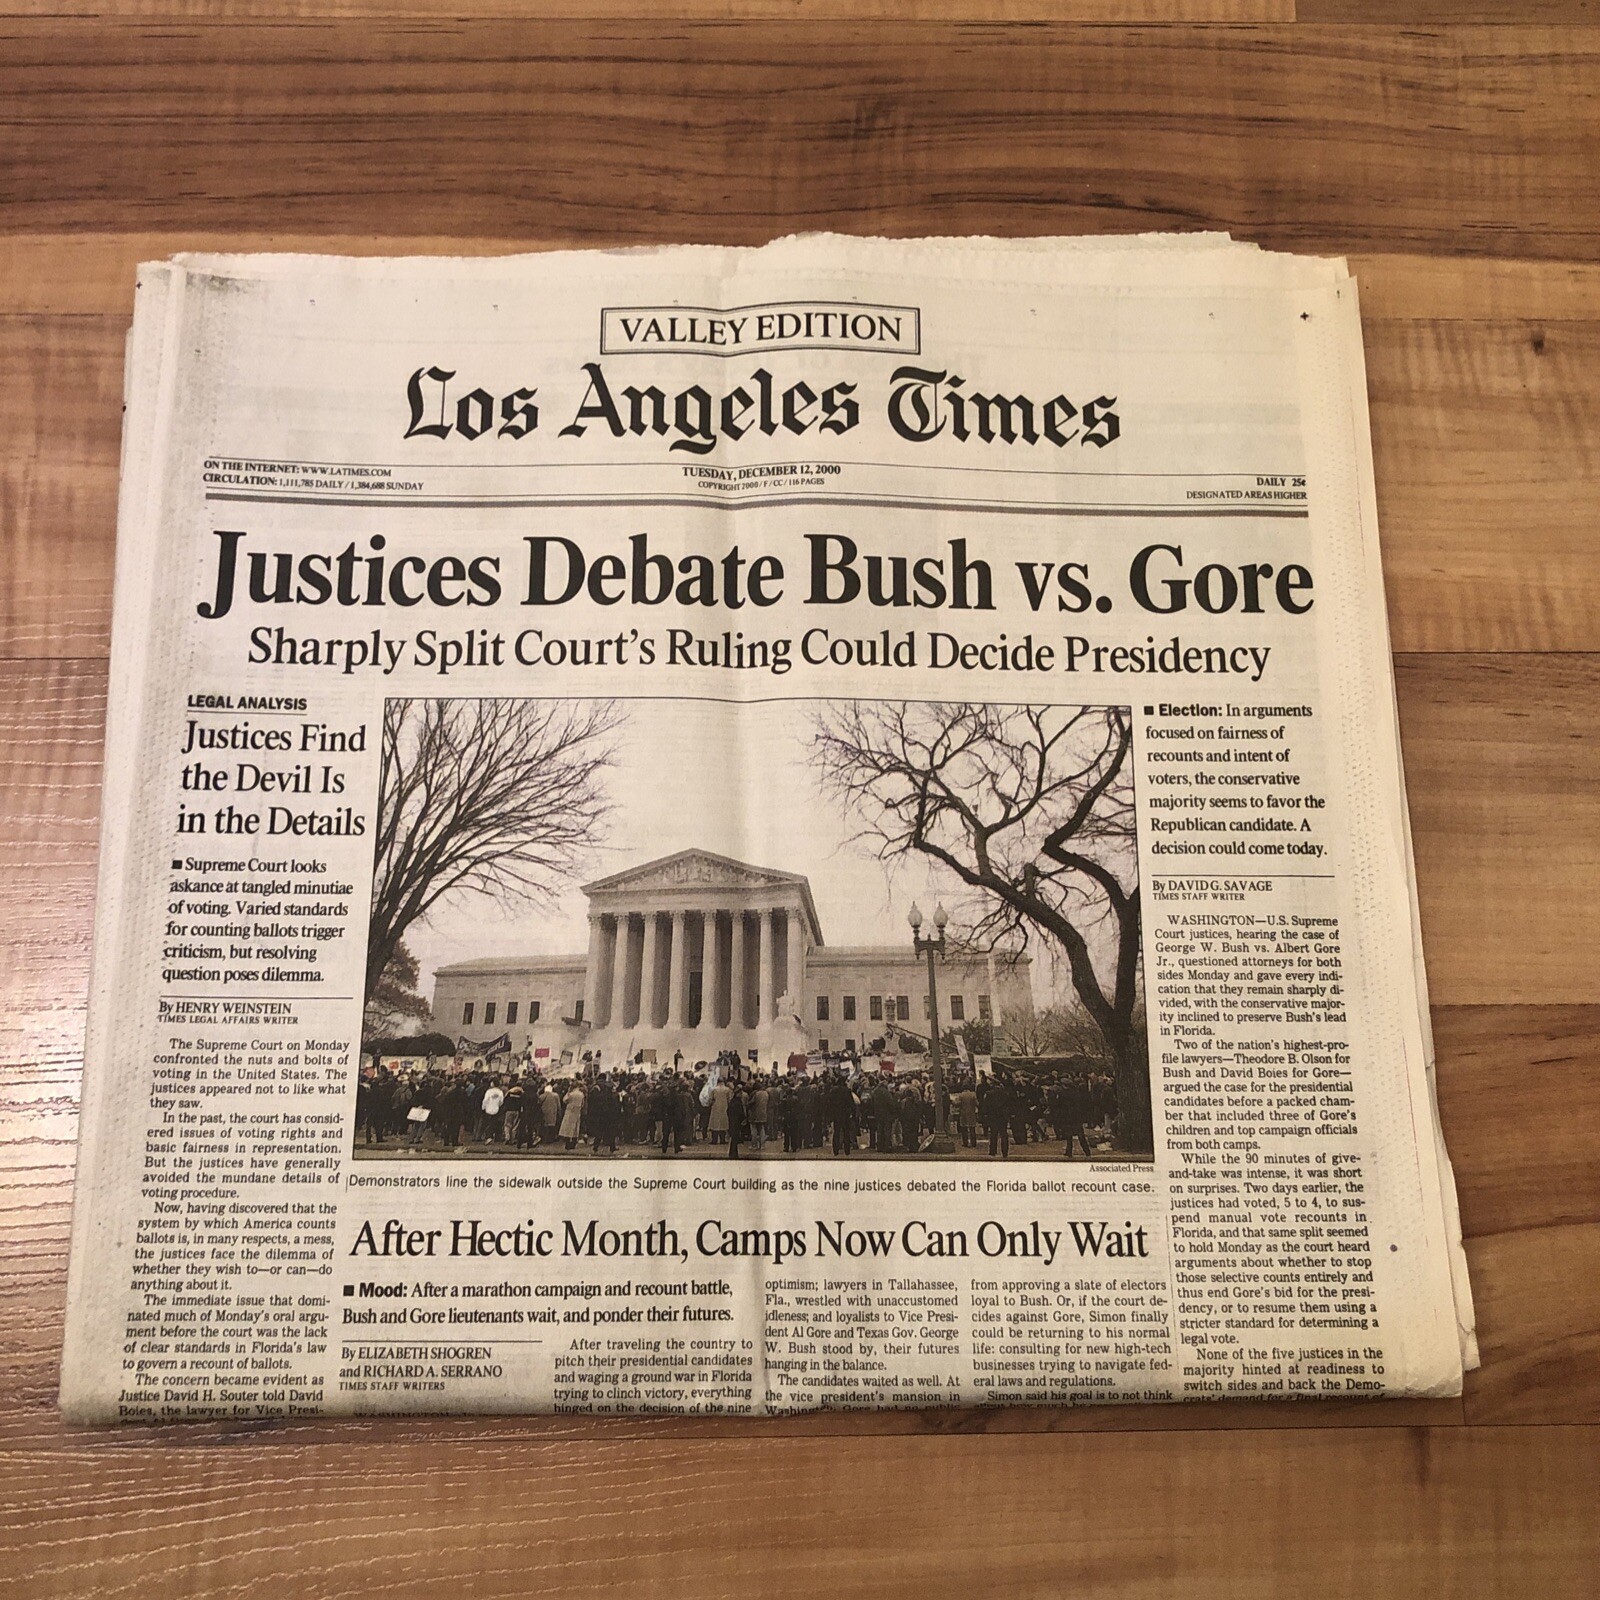 VALLEY EDITION
Los Angeles Times
ON THE INTERNET: WWW.LATIMES.COM
CIRCULATION: 1,111,785 DAILY / 1,384,688 SUNDAY
TUESDAY, DECEMBER 12, 2000
COPYRIGHT 2000 / F / CC / 116 PAGES
DAILY 25¢
DESIGNATED AREAS HIGHER
Justices Debate Bush vs. Gore
Sharply Split Court's Ruling Could Decide Presidency
LEGAL ANALYSIS
Justices Find
the Devil Is
in the Details
■ Supreme Court looks
askance at tangled minutiae
of voting. Varied standards
for counting ballots trigger
criticism, but resolving
question poses dilemma.
By HENRY WEINSTEIN
TIMES LEGAL AFFAIRS WRITER
The Supreme Court on Monday
confronted the nuts and bolts of
voting in the United States. The
justices appeared not to like what
they saw.
In the past, the court has consid-
ered issues of voting rights and
basic fairness in representation.
But the justices have generally
avoided the mundane details of
voting procedure.
Now, having discovered that the
system by which America counts
ballots is, in many respects, a mess,
the justices face the dilemma of
whether they wish to—or can—do
anything about it.
The immediate issue that domi-
nated much of Monday's oral argu-
ment before the court was the lack
of clear standards in Florida's law
to govern a recount of ballots.
The concern became evident as
Justice David H. Souter told David
Boies, the lawyer for Vice Presi-
Associated Press
Demonstrators line the sidewalk outside the Supreme Court building as the nine justices debated the Florida ballot recount case.
After Hectic Month, Camps Now Can Only Wait
■ Mood: After a marathon campaign and recount battle,
Bush and Gore lieutenants wait, and ponder their futures.
By ELIZABETH SHOGREN
and RICHARD A. SERRANO
TIMES STAFF WRITERS
After traveling the country to
pitch their presidential candidates
and waging a ground war in Florida
trying to clinch victory, everything
hinged on the decision of the nine
optimism; lawyers in Tallahassee,
Fla., wrestled with unaccustomed
idleness; and loyalists to Vice Presi-
dent Al Gore and Texas Gov. George
W. Bush stood by, their futures
hanging in the balance.
The candidates waited as well. At
the vice president's mansion in
Washington, Gore had no public
from approving a slate of electors
loyal to Bush. Or, if the court de-
cides against Gore, Simon finally
could be returning to his normal
life: consulting for new high-tech
businesses trying to navigate fed-
eral laws and regulations.
Simon said his goal is to not think
■ Election: In arguments
focused on fairness of
recounts and intent of
voters, the conservative
majority seems to favor the
Republican candidate. A
decision could come today.
By DAVID G. SAVAGE
TIMES STAFF WRITER
WASHINGTON—U.S. Supreme
Court justices, hearing the case of
George W. Bush vs. Albert Gore
Jr., questioned attorneys for both
sides Monday and gave every indi-
cation that they remain sharply di-
vided, with the conservative major-
ity inclined to preserve Bush's lead
in Florida.
Two of the nation's highest-pro-
file lawyers—Theodore B. Olson for
Bush and David Boies for Gore—
argued the case for the presidential
candidates before a packed cham-
ber that included three of Gore's
children and top campaign officials
from both camps.
While the 90 minutes of give-
and-take was intense, it was short
on surprises. Two days earlier, the
justices had voted, 5 to 4, to sus-
pend manual vote recounts in
Florida, and that same split seemed
to hold Monday as the court heard
arguments about whether to stop
those selective counts entirely and
thus end Gore's bid for the presi-
dency, or to resume them using a
stricter standard for determining a
legal vote.
None of the five justices in the
majority hinted at readiness to
switch sides and back the Demo-
crats' demand for a final recount of